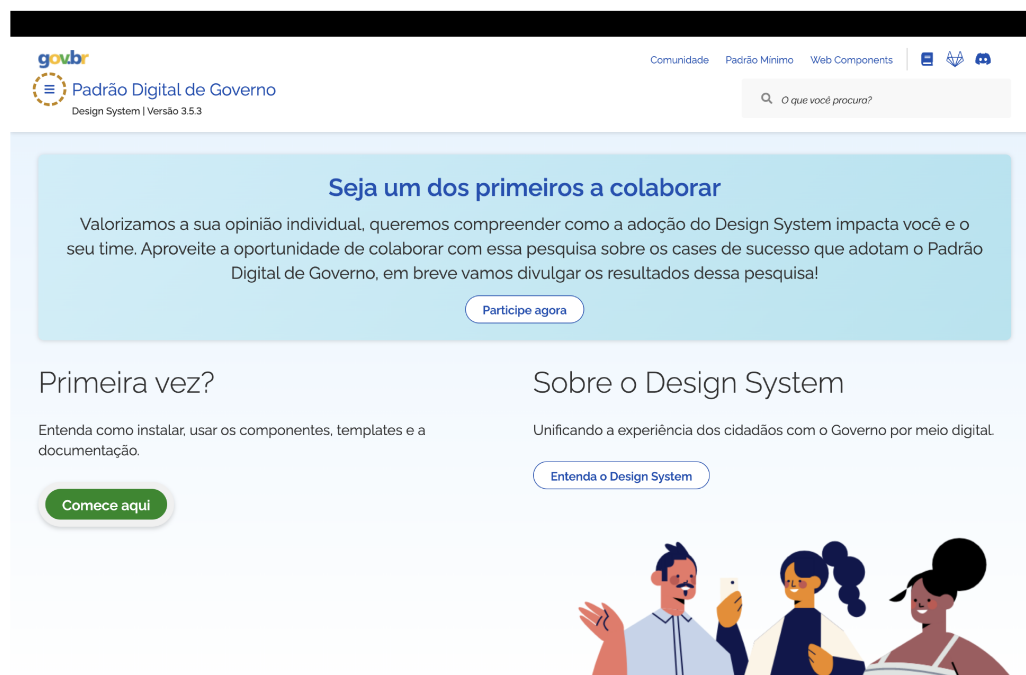 gov.br
Comunidade Padrão Mínimo Web Components
Padrão Digital de Governo
Design System | Versão 3.5.3
O que você procura?
Seja um dos primeiros a colaborar
Valorizamos a sua opinião individual, queremos compreender como a adoção do Design System impacta você e o
seu time. Aproveite a oportunidade de colaborar com essa pesquisa sobre os cases de sucesso que adotam o Padrão
Digital de Governo, em breve vamos divulgar os resultados dessa pesquisa!
Participe agora
Primeira vez?
Entenda como instalar, usar os componentes, templates e a
documentação.
Comece aqui
Sobre o Design System
Unificando a experiência dos cidadãos com o Governo por meio digital.
Entenda o Design System